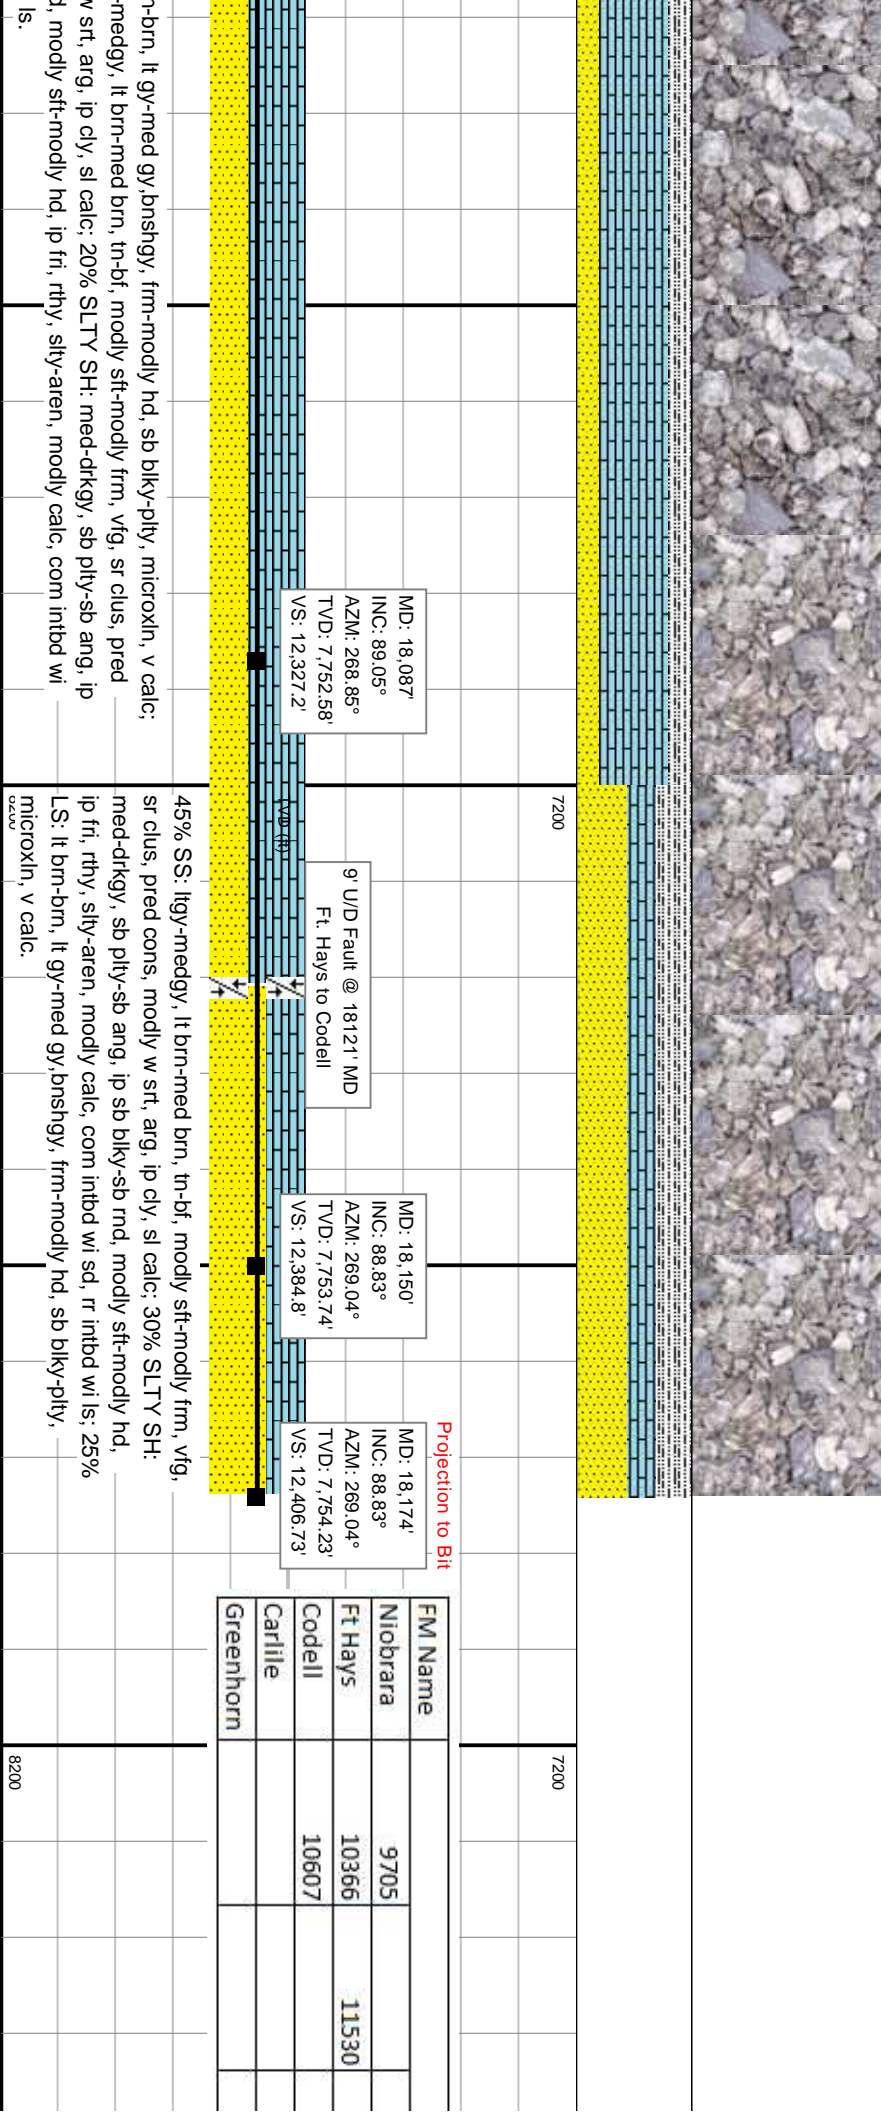 n-brn, lt gy-med gy,bnshgy, frm-modly hd, sb blky-plty, microxln, v calc;
-medgy, lt brn-med brn, tn-bf, modly sft-modly frm, vfg, sr clus, pred
w srt, arg, ip cly, sl calc; 20% SLTY SH: med-drkgy, sb plty-sb ang, ip
d, modly sft-modly hd, ip fri, rthy, slty-aren, modly calc, com intbd wi
ls.
MD: 18,087'
INC: 89.05°
AZM: 268.85°
TVD: 7,752.58'
VS: 12,327.2'
7200
TVD (ft)
8200
9' U/D Fault @ 18121' MD
Ft. Hays to Codell
45% SS: ltgy-medgy, lt brn-med brn, tn-bf, modly sft-modly frm, vfg,
sr clus, pred cons, modly w srt, arg, ip cly, sl calc; 30% SLTY SH:
med-drkgy, sb plty-sb ang, ip sb blky-sb rnd, modly sft-modly hd,
ip fri, rthy, slty-aren, modly calc, com intbd wi sd, rr intbd wi ls; 25%
LS: lt brn-brn, lt gy-med gy,bnshgy, frm-modly hd, sb blky-plty,
microxln, v calc.
MD: 18,150'
INC: 88.83°
AZM: 269.04°
TVD: 7,753.74'
VS: 12,384.8'
Projection to Bit
MD: 18,174'
INC: 88.83°
AZM: 269.04°
TVD: 7,754.23'
VS: 12,406.73'
FM Name
Niobrara 9705
Ft Hays 10366 11530
Codell 10607
Carlile
Greenhorn
7200
8200